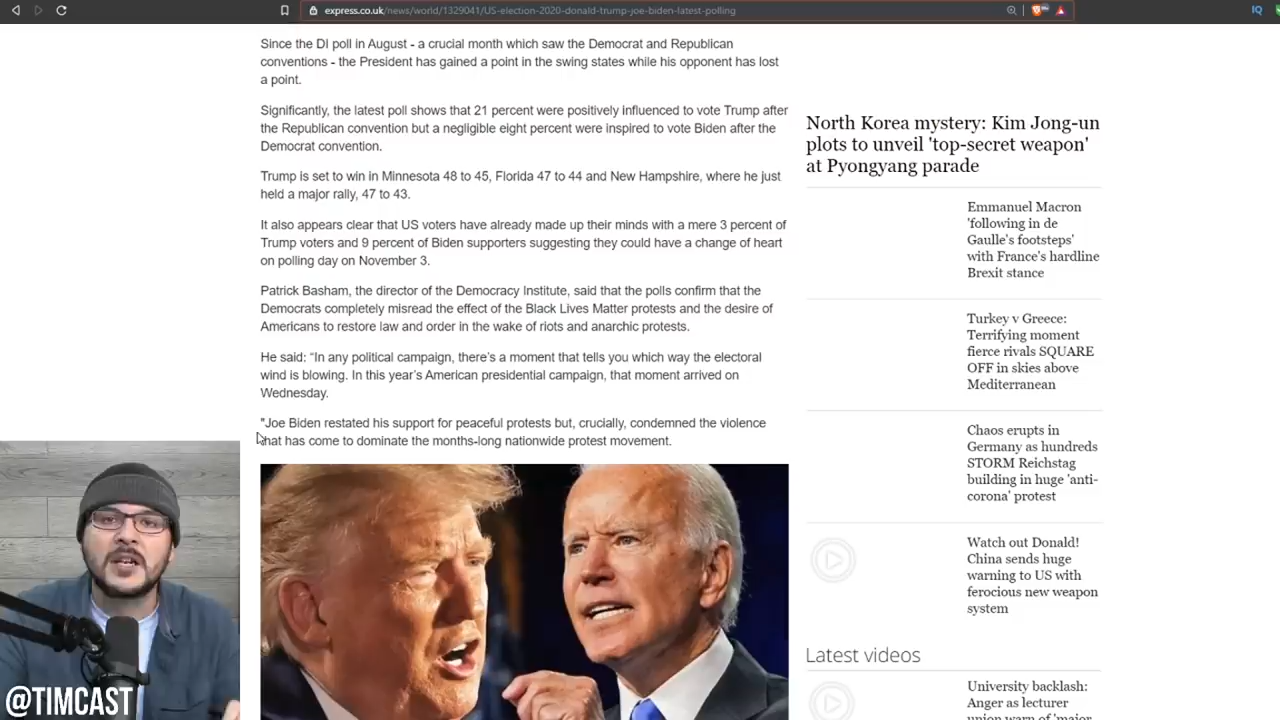 express.co.uk/news/world/1329041/US-election-2020-donald-trump-joe-biden-latest-polling
IQ
Since the DI poll in August - a crucial month which saw the Democrat and Republican
conventions - the President has gained a point in the swing states while his opponent has lost
a point.
Significantly, the latest poll shows that 21 percent were positively influenced to vote Trump after
the Republican convention but a negligible eight percent were inspired to vote Biden after the
Democrat convention.
Trump is set to win in Minnesota 48 to 45, Florida 47 to 44 and New Hampshire, where he just
held a major rally, 47 to 43.
It also appears clear that US voters have already made up their minds with a mere 3 percent of
Trump voters and 9 percent of Biden supporters suggesting they could have a change of heart
on polling day on November 3.
Patrick Basham, the director of the Democracy Institute, said that the polls confirm that the
Democrats completely misread the effect of the Black Lives Matter protests and the desire of
Americans to restore law and order in the wake of riots and anarchic protests.
He said: “In any political campaign, there’s a moment that tells you which way the electoral
wind is blowing. In this year’s American presidential campaign, that moment arrived on
Wednesday.
"Joe Biden restated his support for peaceful protests but, crucially, condemned the violence
that has come to dominate the months-long nationwide protest movement.
North Korea mystery: Kim Jong-un
plots to unveil 'top-secret weapon'
at Pyongyang parade
Emmanuel Macron
'following in de
Gaulle's footsteps'
with France's hardline
Brexit stance
Turkey v Greece:
Terrifying moment
fierce rivals SQUARE
OFF in skies above
Mediterranean
Chaos erupts in
Germany as hundreds
STORM Reichstag
building in huge 'anti-
corona' protest
Watch out Donald!
China sends huge
warning to US with
ferocious new weapon
system
Latest videos
University backlash:
Anger as lecturer
union warn of 'major
@TIMCAST